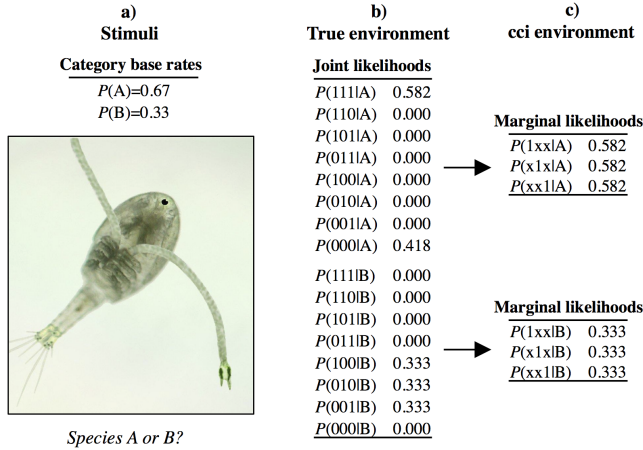 a)
Stimuli
Category base rates
P(A)=0.67
P(B)=0.33
Species A or B?
b)
True environment
Joint likelihoods
P(111|A) 0.582
P(110|A) 0.000
P(101|A) 0.000
P(011|A) 0.000
P(100|A) 0.000
P(010|A) 0.000
P(001|A) 0.000
P(000|A) 0.418
P(111|B) 0.000
P(110|B) 0.000
P(101|B) 0.000
P(011|B) 0.000
P(100|B) 0.333
P(010|B) 0.333
P(001|B) 0.333
P(000|B) 0.000
c)
cci environment
Marginal likelihoods
P(1xx|A) 0.582
P(x1x|A) 0.582
P(xx1|A) 0.582
Marginal likelihoods
P(1xx|B) 0.333
P(x1x|B) 0.333
P(xx1|B) 0.333